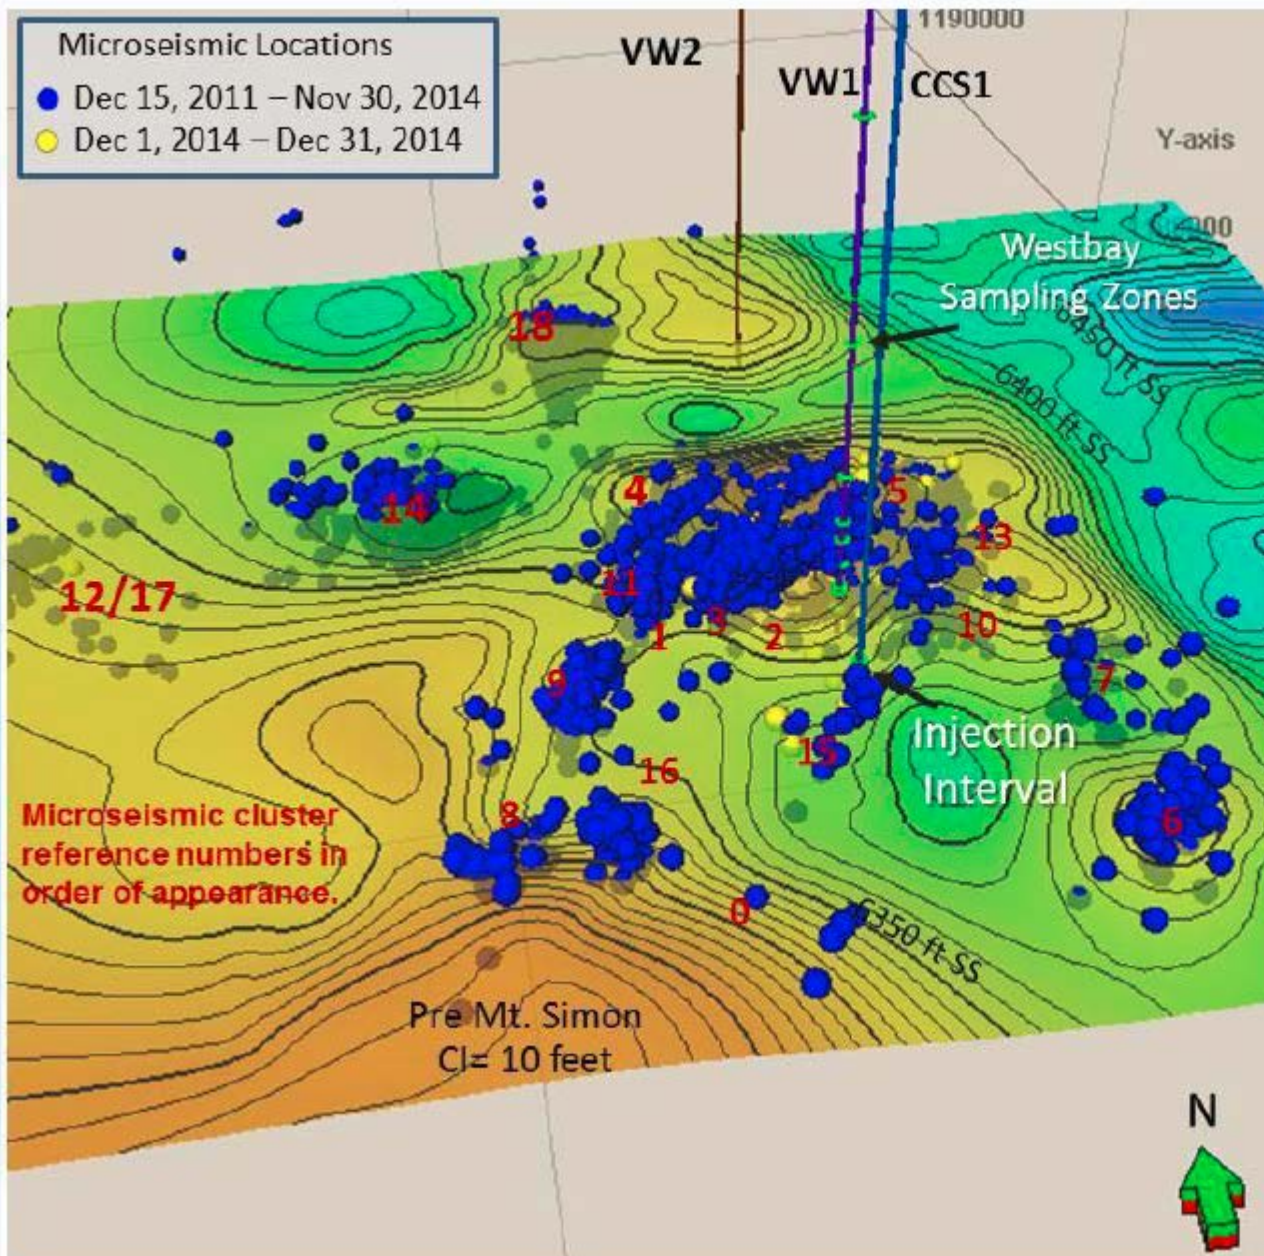 Microseismic Locations
Dec 15, 2011 – Nov 30, 2014
Dec 1, 2014 – Dec 31, 2014
VW2
VW1
CCS1
1190000
Y-axis
Westbay
Sampling Zones
6450 ft SS
6400 ft SS
18
4
5
14
13
12/17
11
1
3
2
10
9
7
Injection
Interval
15
16
8
6
Microseismic cluster
reference numbers in
order of appearance.
0
6350 ft SS
Pre Mt. Simon
CI= 10 feet
N